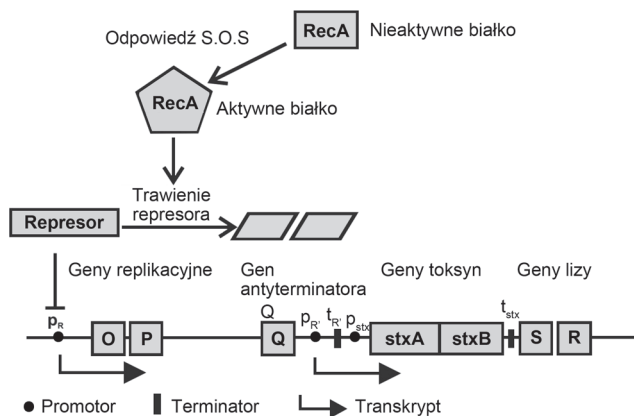 Odpowiedź S.O.S
RecA
Nieaktywne białko
RecA
Aktywne białko
Trawienie
represora
Represor
Geny replikacyjne
Gen
antyterminatora
Q
Geny toksyn
Geny lizy
pR
O
P
Q
pR'
tR'
pstx
stxA
stxB
tstx
S
R
Promotor
Terminator
Transkrypt